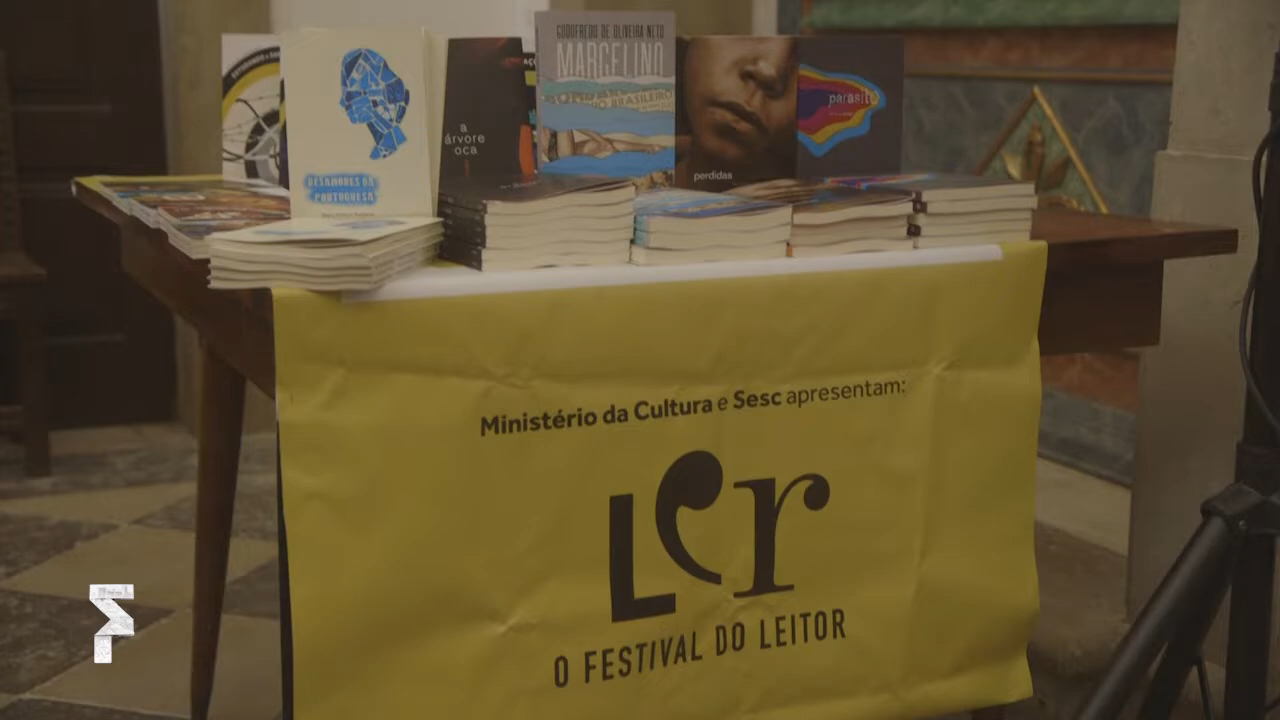 GODOFREDO DE OLIVEIRA NETO
MARCELINO
BRASILEIRO
a
árvore
oca
parasita
perdidas
DESAMORES DA
PORTUGUESA
Ministério da Cultura e Sesc apresentam:
Ler
O FESTIVAL DO LEITOR